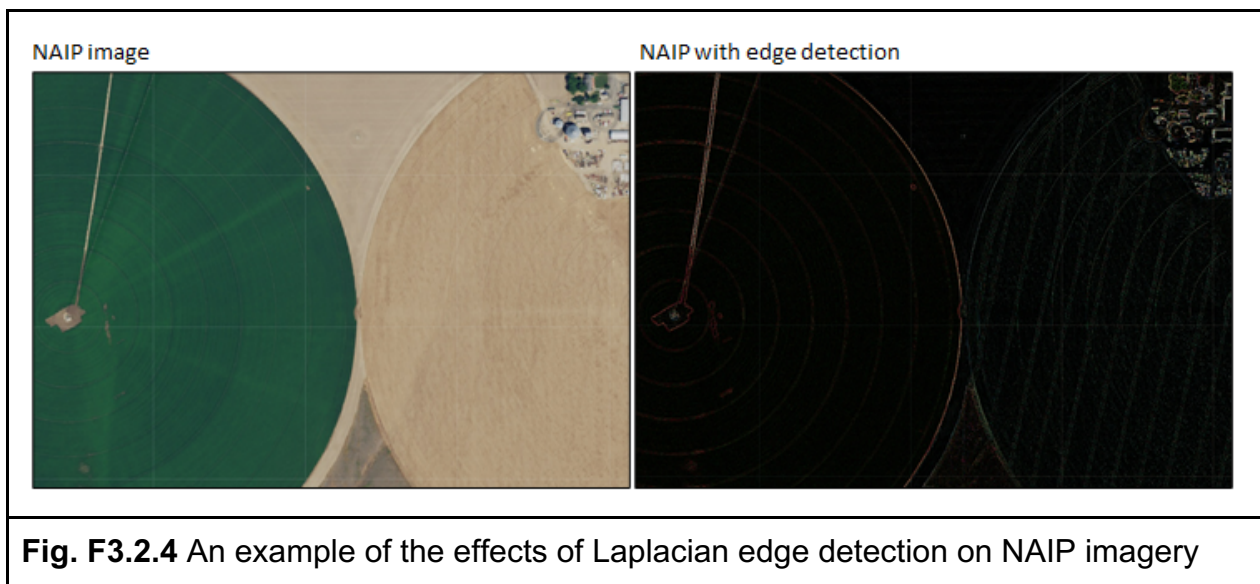 NAIP image
NAIP with edge detection
Fig. F3.2.4 An example of the effects of Laplacian edge detection on NAIP imagery